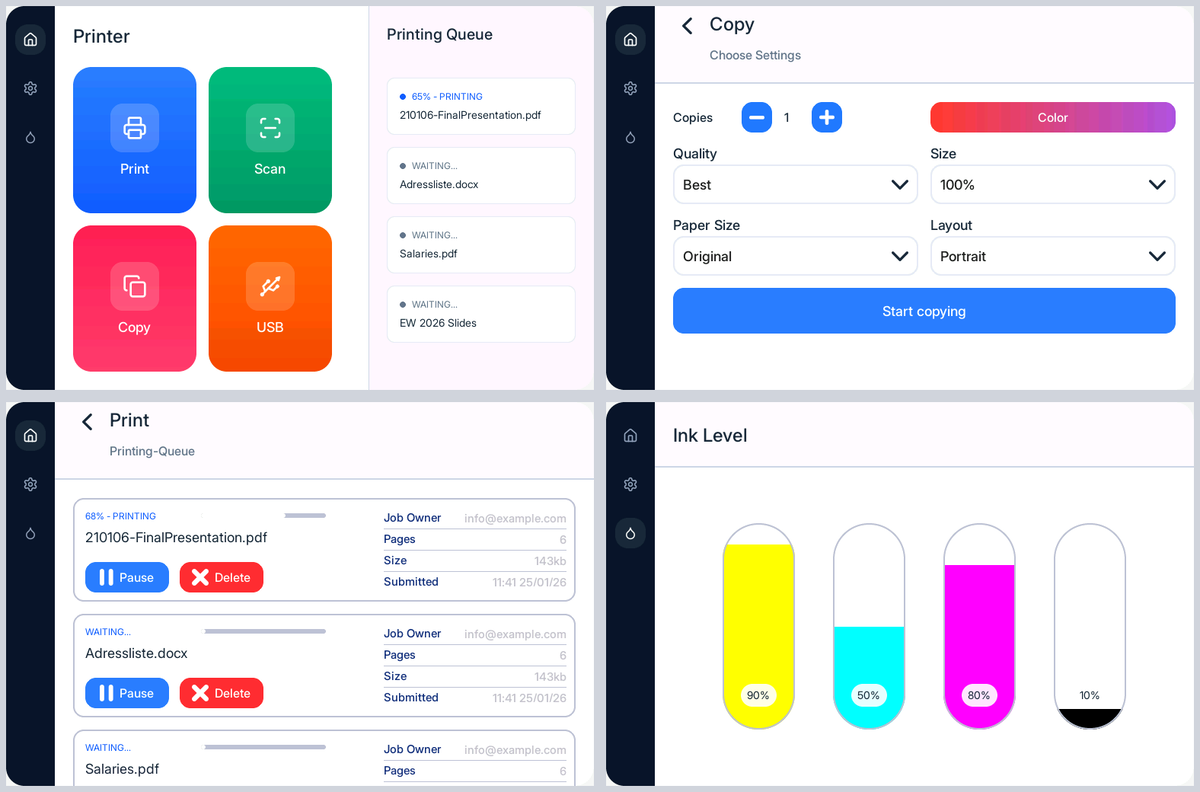 Printer
Print
Scan
Copy
USB
Printing Queue
65% - PRINTING
210106-FinalPresentation.pdf
WAITING...
Adressliste.docx
WAITING...
Salaries.pdf
WAITING...
EW 2026 Slides
Copy
Choose Settings
Copies
1
Color
Quality
Size
Best
100%
Paper Size
Layout
Original
Portrait
Start copying
Print
Printing-Queue
68% - PRINTING
210106-FinalPresentation.pdf
Pause
Delete
Job Owner info@example.com
Pages 6
Size 143kb
Submitted 11:41 25/01/26
WAITING...
Adressliste.docx
Pause
Delete
Job Owner info@example.com
Pages 6
Size 143kb
Submitted 11:41 25/01/26
WAITING...
Salaries.pdf
Job Owner info@example.com
Pages 6
Ink Level
90%
50%
80%
10%